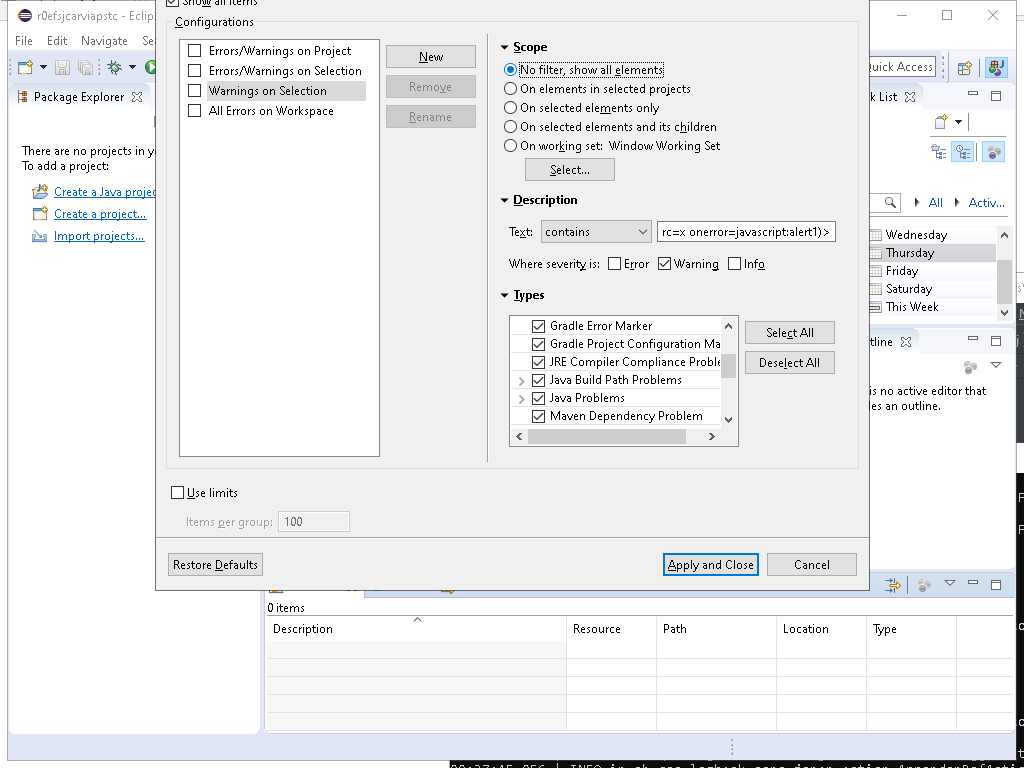 Show all items
r0efsjcarviapstc - Eclip
File Edit Navigate Se
Quick Access
Package Explorer
There are no projects in y
To add a project:
Create a Java projec
Create a project...
Import projects...
Configurations
Errors/Warnings on Project
Errors/Warnings on Selection
Warnings on Selection
All Errors on Workspace
New
Remove
Rename
Scope
No filter, show all elements
On elements in selected projects
On selected elements only
On selected elements and its children
On working set: Window Working Set
Select...
Description
Text: contains rc=x onerror=javascript:alert1)>
Where severity is: Error Warning Info
Types
Gradle Error Marker
Gradle Project Configuration Ma
JRE Compiler Compliance Proble
Java Build Path Problems
Java Problems
Maven Dependency Problem
Select All
Deselect All
Use limits
Items per group: 100
Restore Defaults
Apply and Close
Cancel
k List
All Activ...
Wednesday
Thursday
Friday
Saturday
This Week
tline
is no active editor that
les an outline.
0 items
Description Resource Path Location Type